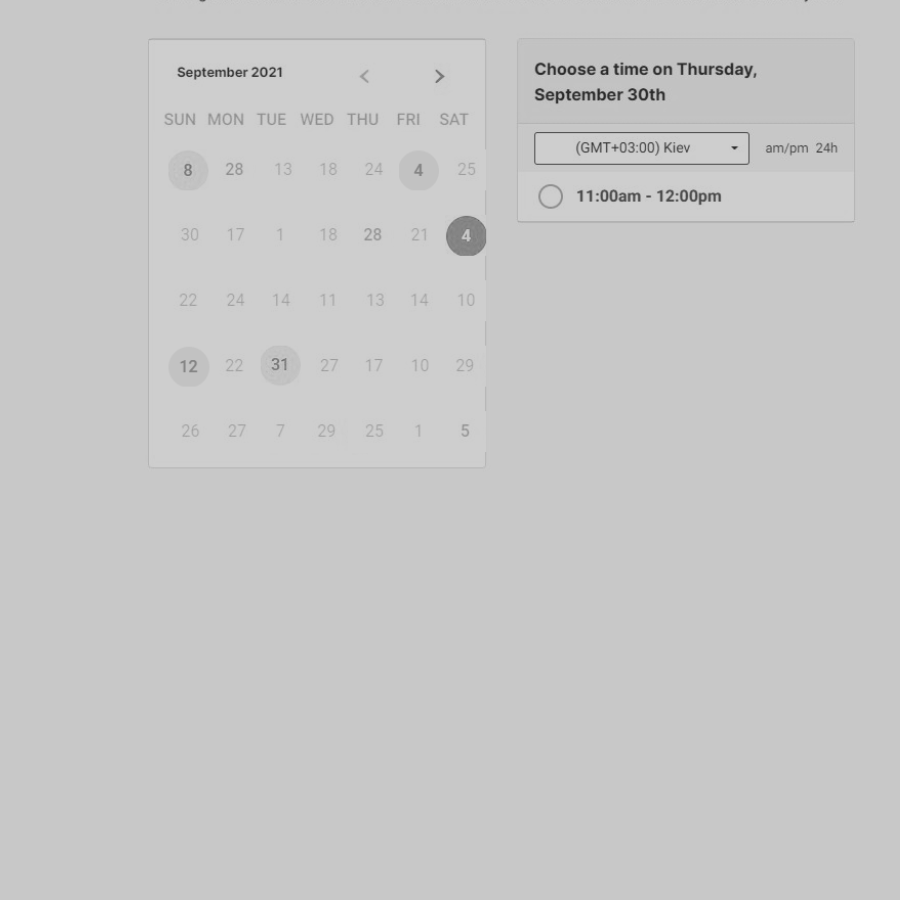 September 2021
SUN MON TUE WED THU FRI SAT
8 28 13 18 24 4 25
30 17 1 18 28 21 4
22 24 14 11 13 14 10
12 22 31 27 17 10 29
26 27 7 29 25 1 5
Choose a time on Thursday,
September 30th
(GMT+03:00) Kiev am/pm 24h
11:00am - 12:00pm